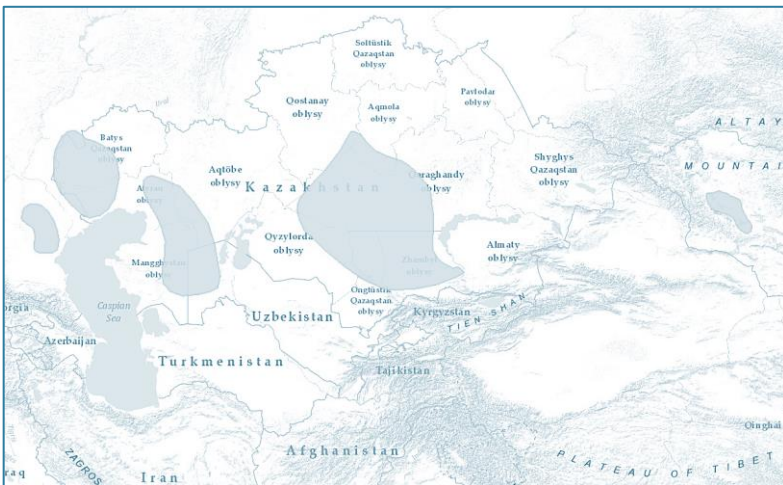 Soltüstik
Qazaqstan
oblysy
Pavlodar
oblysy
Qostanay
oblysy
Aqmola
oblysy
ALTAY
MOUNTAI
Batys
Qazaqstan
oblysy
Shyghys
Qazaqstan
oblysy
Aqtöbe
oblysy
Atyrau
oblysy
Qaraghandy
oblysy
Kazakhstan
Qyzylorda
oblysy
Almaty
oblysy
Zhambyl
oblysy
Mangghystau
oblysy
Ongtüstik
Qazaqstan
oblysy
Caspian
Sea
orgia
Uzbekistan
Kyrgyzstan
TIEN SHAN
Azerbaijan
Turkmenistan
Tajikistan
Qinghai
Afghanistan
PLATEAU OF TIBET
ZAGROS
raq
Iran